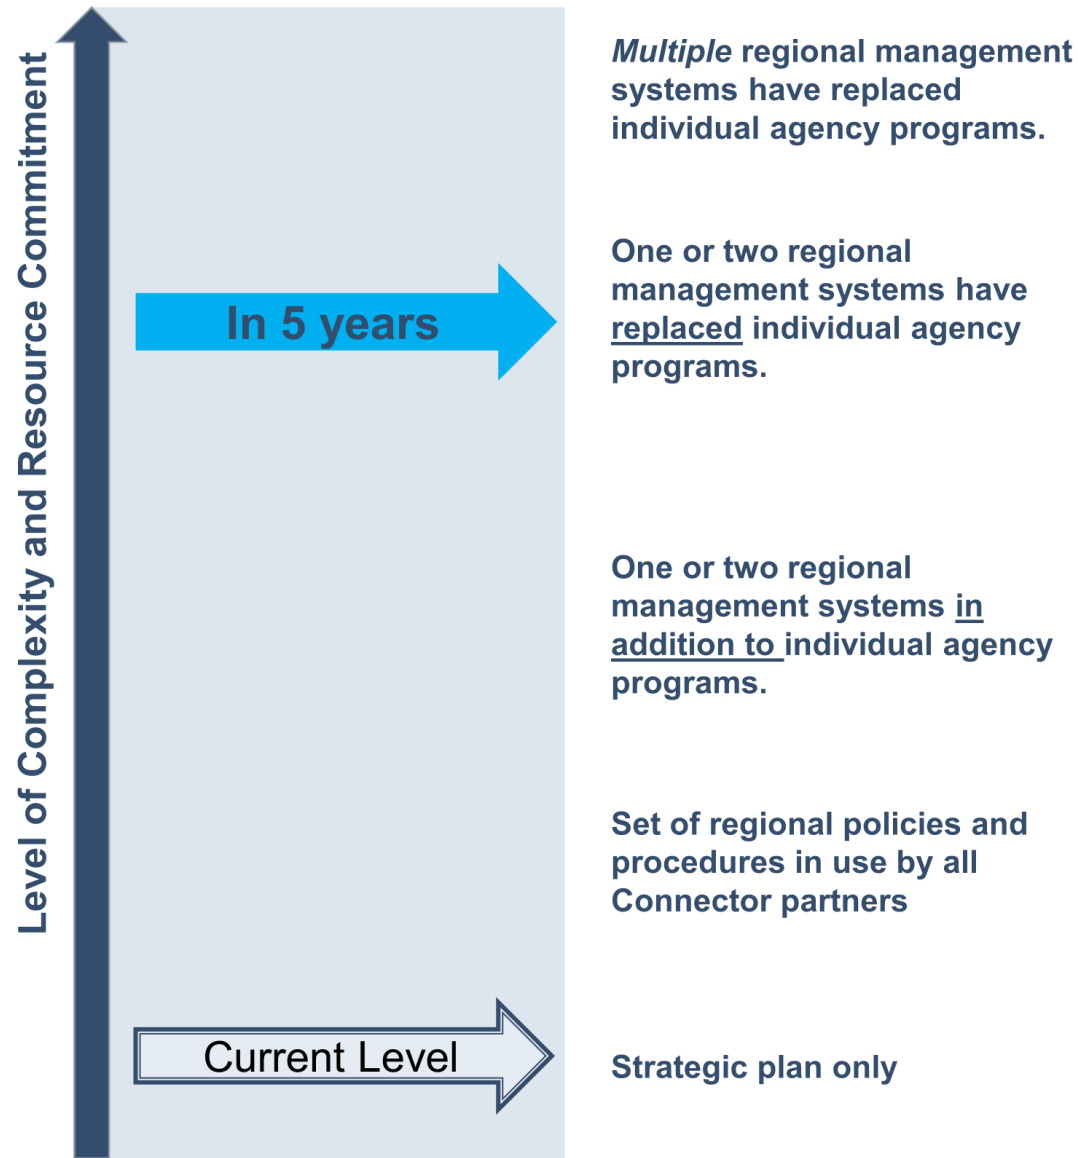 Level of Complexity and Resource Commitment
Multiple regional management
systems have replaced
individual agency programs.
In 5 years
One or two regional
management systems have
replaced individual agency
programs.
One or two regional
management systems in
addition to individual agency
programs.
Set of regional policies and
procedures in use by all
Connector partners
Current Level
Strategic plan only